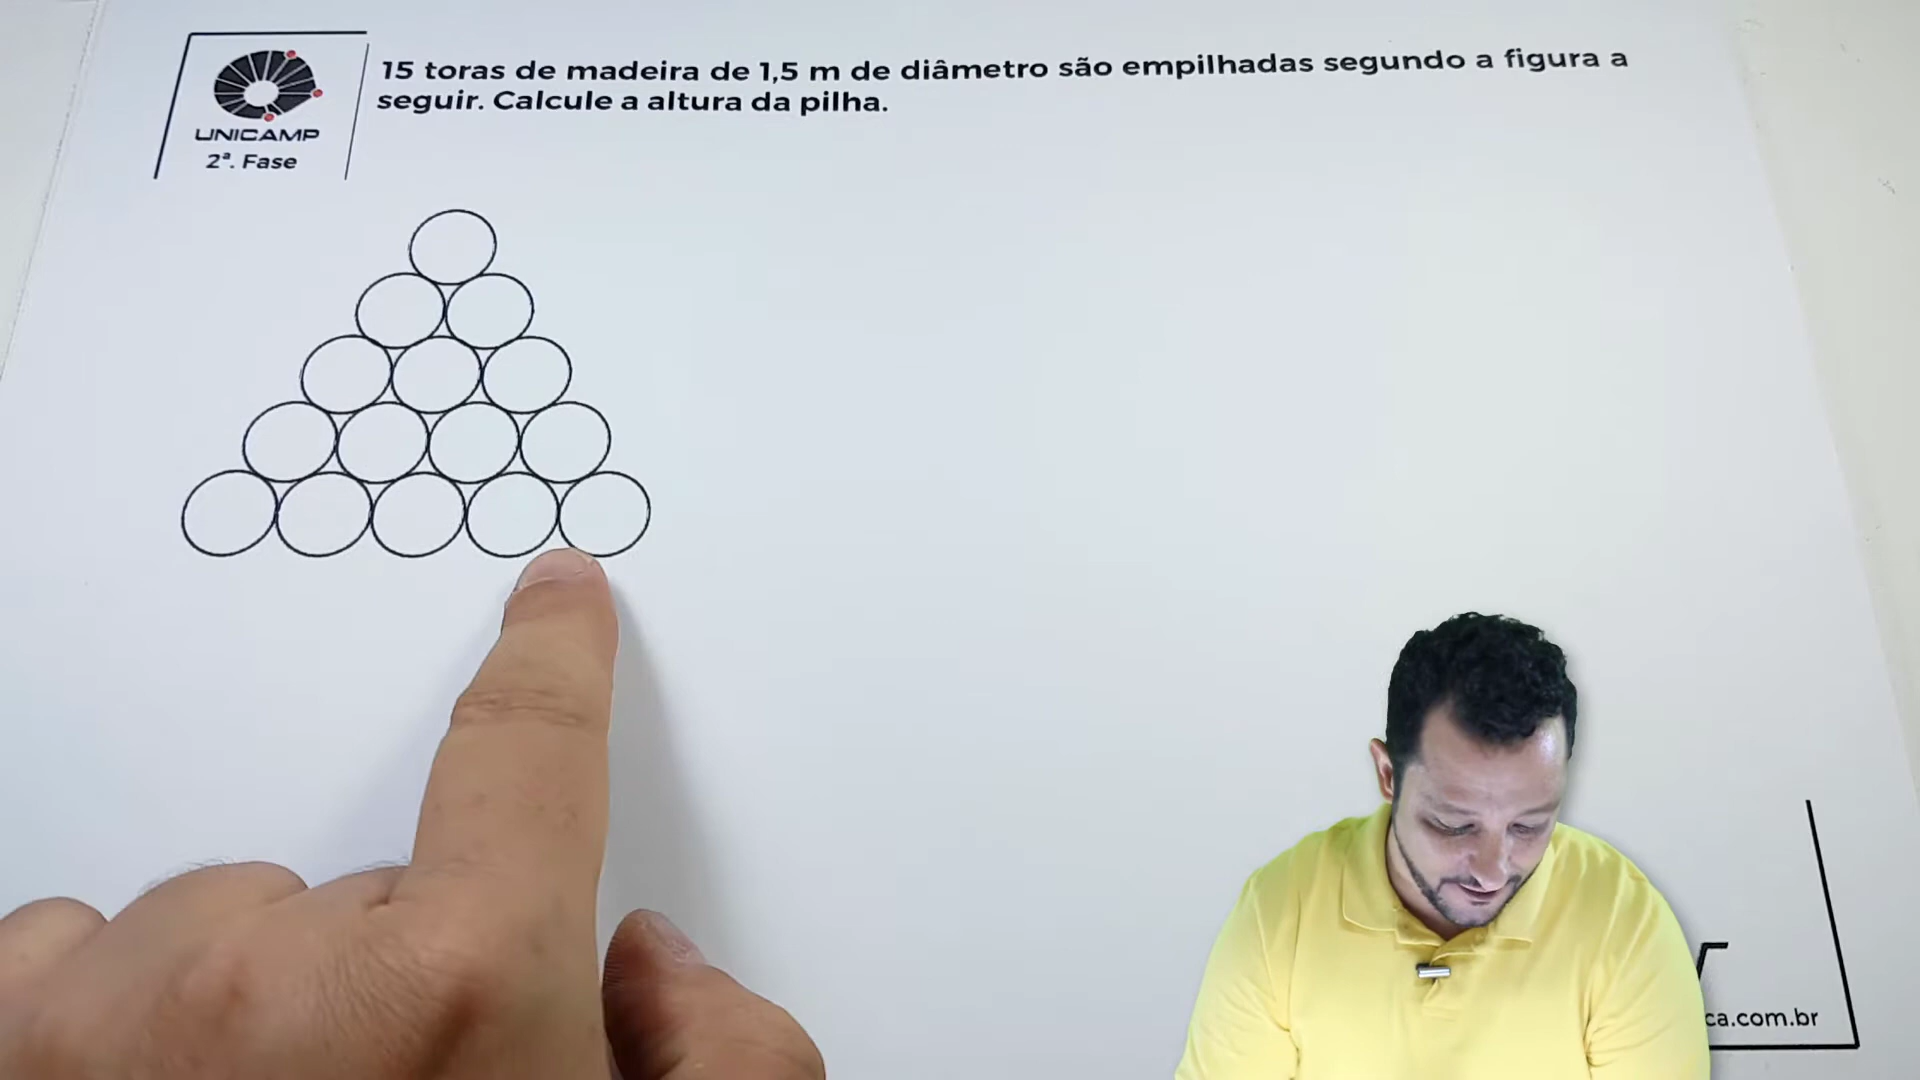 15 toras de madeira de 1,5 m de diâmetro são empilhadas segundo a figura a
seguir. Calcule a altura da pilha.
UNICAMP
2ª. Fase
ca.com.br